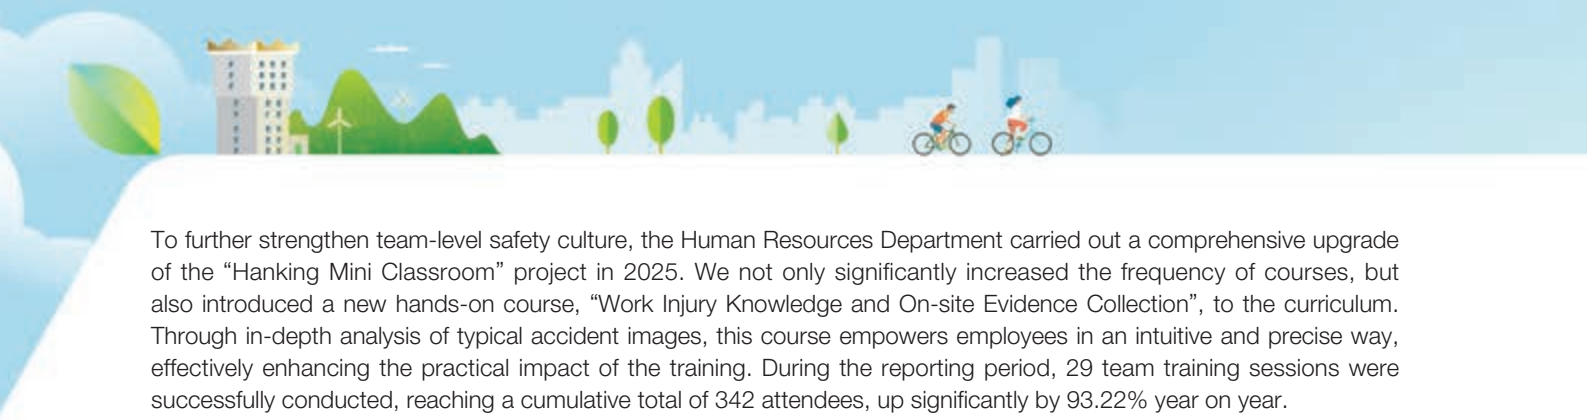 To further strengthen team-level safety culture, the Human Resources Department carried out a comprehensive upgrade
of the “Hanking Mini Classroom” project in 2025. We not only significantly increased the frequency of courses, but
also introduced a new hands-on course, “Work Injury Knowledge and On-site Evidence Collection”, to the curriculum.
Through in-depth analysis of typical accident images, this course empowers employees in an intuitive and precise way,
effectively enhancing the practical impact of the training. During the reporting period, 29 team training sessions were
successfully conducted, reaching a cumulative total of 342 attendees, up significantly by 93.22% year on year.